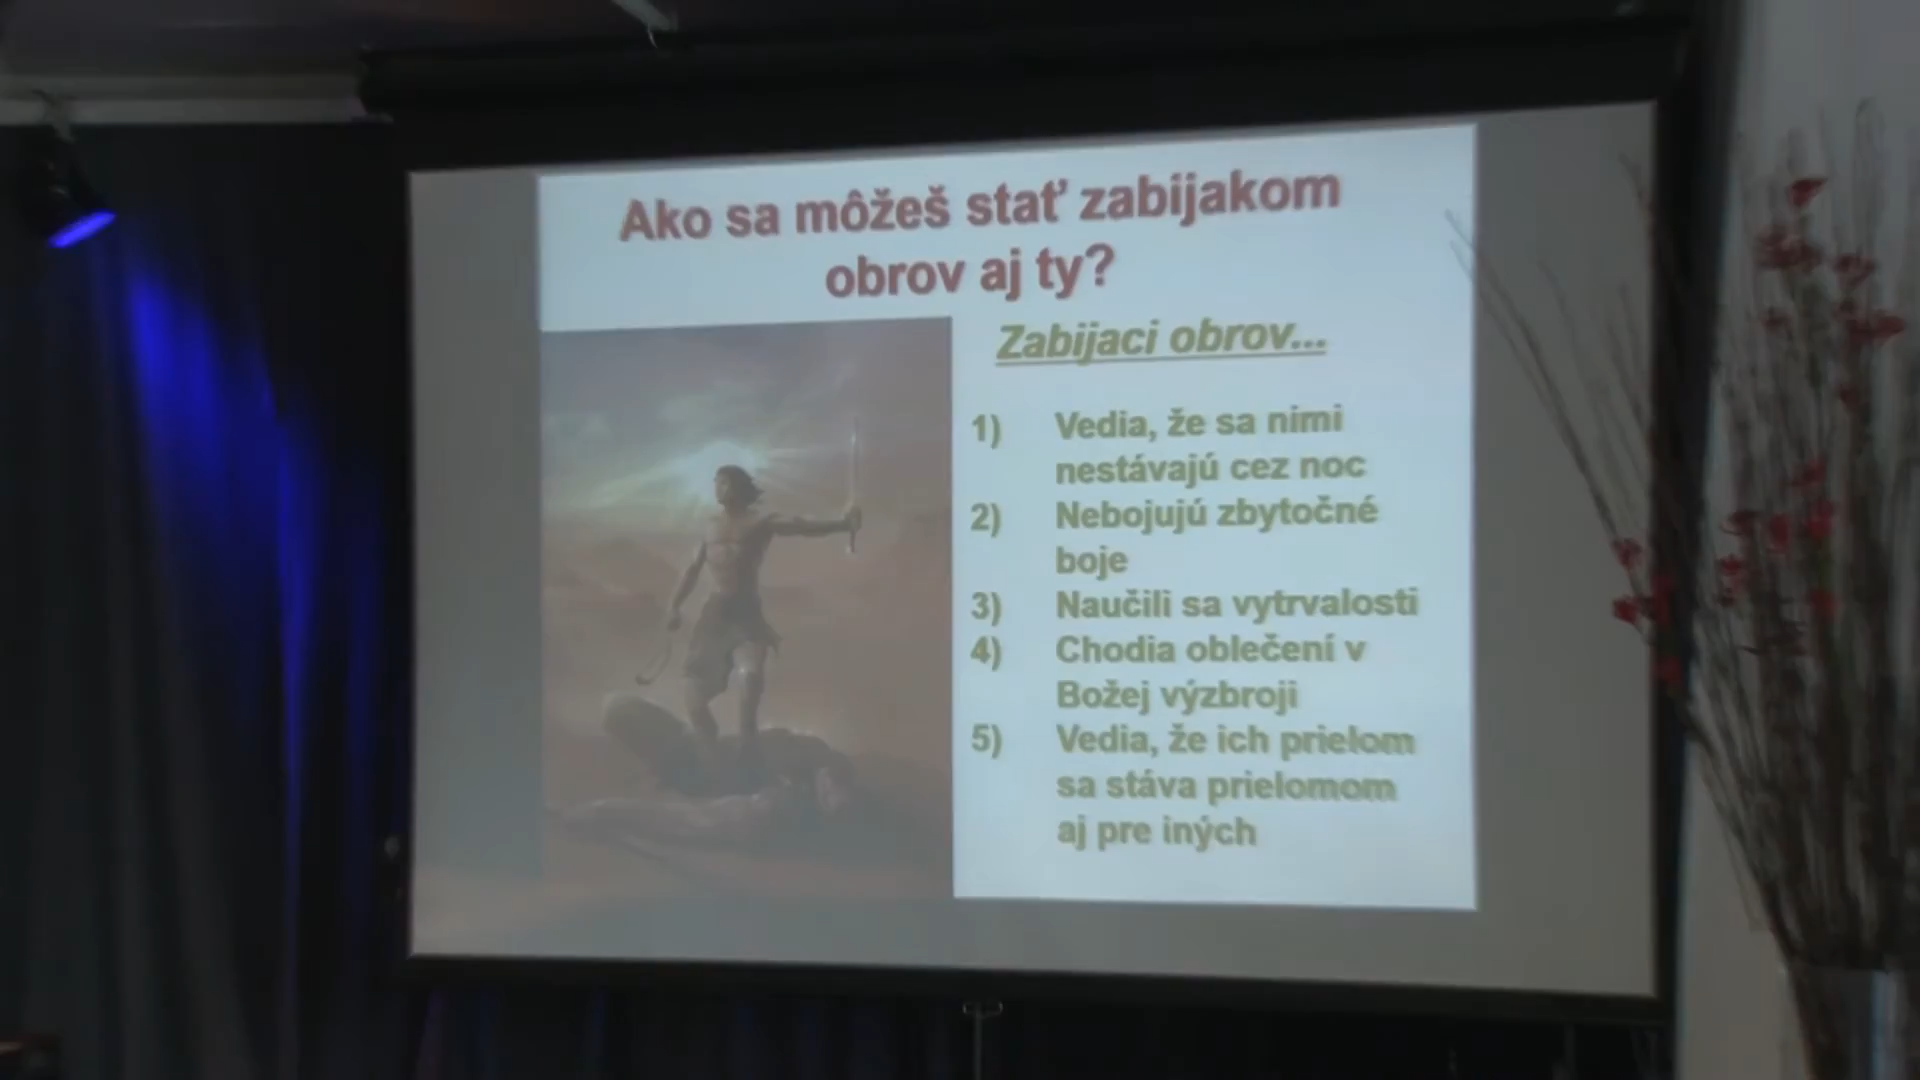 Ako sa môžeš stať zabijakom
obrov aj ty?
Zabijaci obrov...
1) Vedia, že sa nimi
nestávajú cez noc
2) Nebojujú zbytočné
boje
3) Naučili sa vytrvalosti
4) Chodia oblečení v
Božej výzbroji
5) Vedia, že ich prielom
sa stáva prielomom
aj pre iných